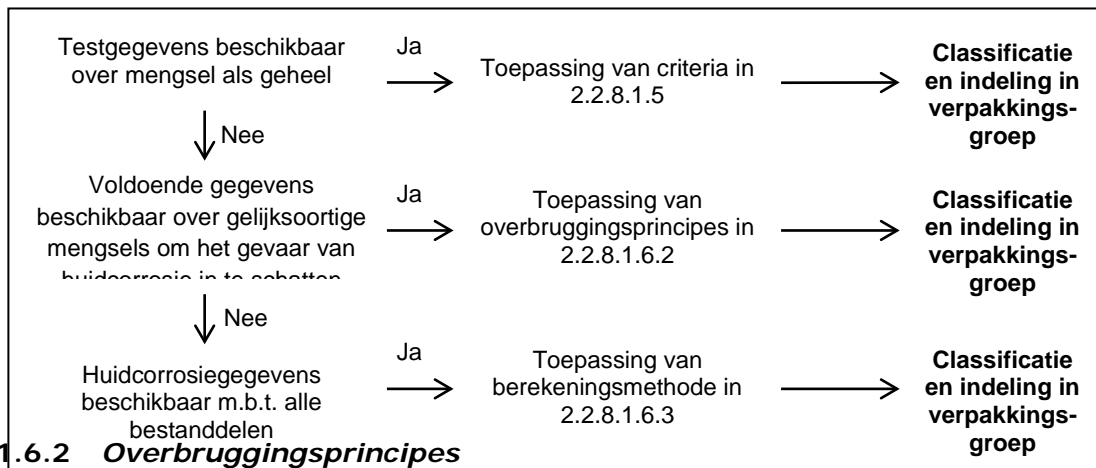 Testgegevens beschikbaar
over mengsel als geheel
Ja
Toepassing van criteria in
2.2.8.1.5
Classificatie
en indeling in
verpakkings-
groep
Nee
Voldoende gegevens
beschikbaar over gelijksoortige
mengsels om het gevaar van
huidcorrosie in te schatten
Ja
Toepassing van
overbruggingsprincipes in
2.2.8.1.6.2
Classificatie
en indeling in
verpakkings-
groep
Nee
Huidcorrosiegegevens
beschikbaar m.b.t. alle
bestanddelen
Ja
Toepassing van
berekeningsmethode in
2.2.8.1.6.3
Classificatie
en indeling in
verpakkings-
groep
1.6.2 Overbruggingsprincipes